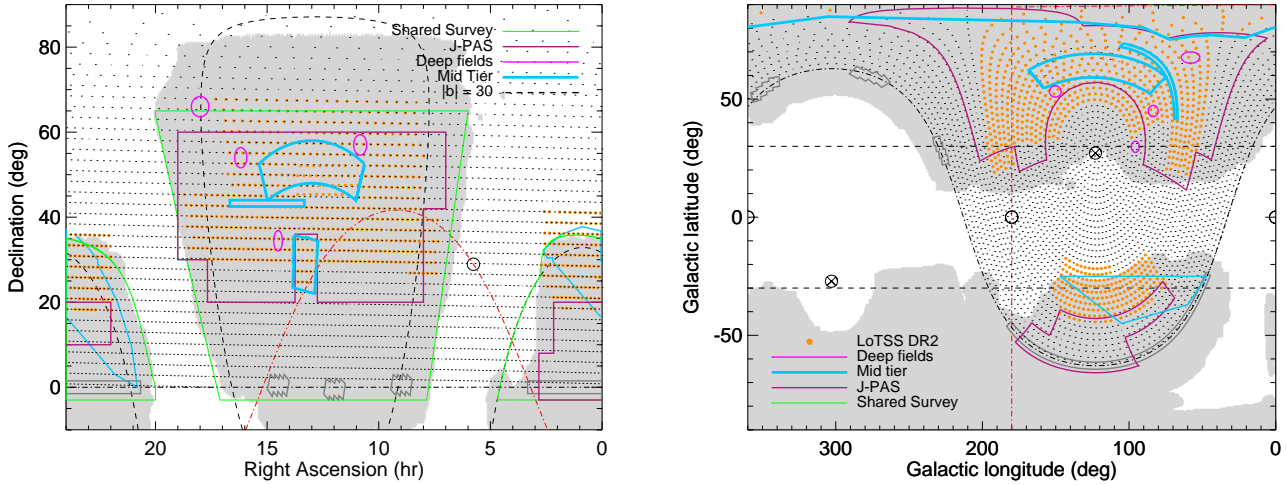 Shared Survey
J-PAS
Deep fields
Mid Tier
|b| = 30
80
60
40
20
0
20
15
10
5
0
Declination (deg)
Right Ascension (hr)
50
0
-50
300
200
100
0
Galactic latitude (deg)
Galactic longitude (deg)
LoTSS DR2
Deep fields
Mid tier
J-PAS
Shared Survey